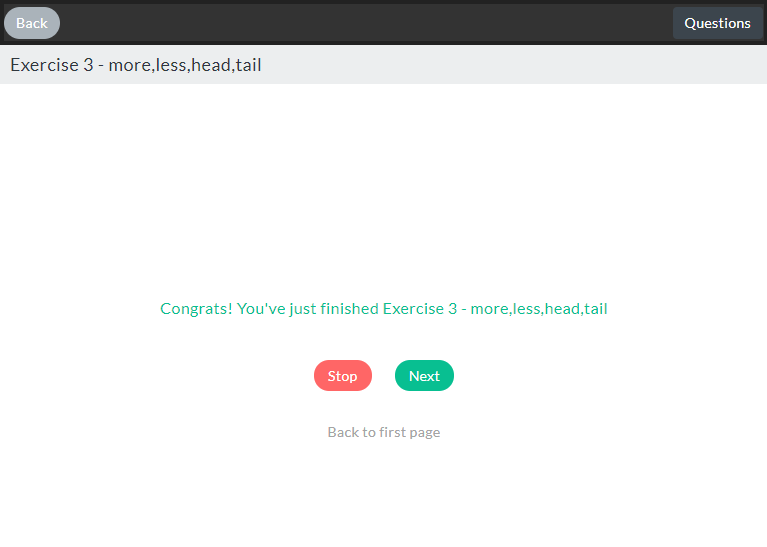 Back
Questions
Exercise 3 - more,less,head,tail
Congrats! You've just finished Exercise 3 - more,less,head,tail
Stop
Next
Back to first page